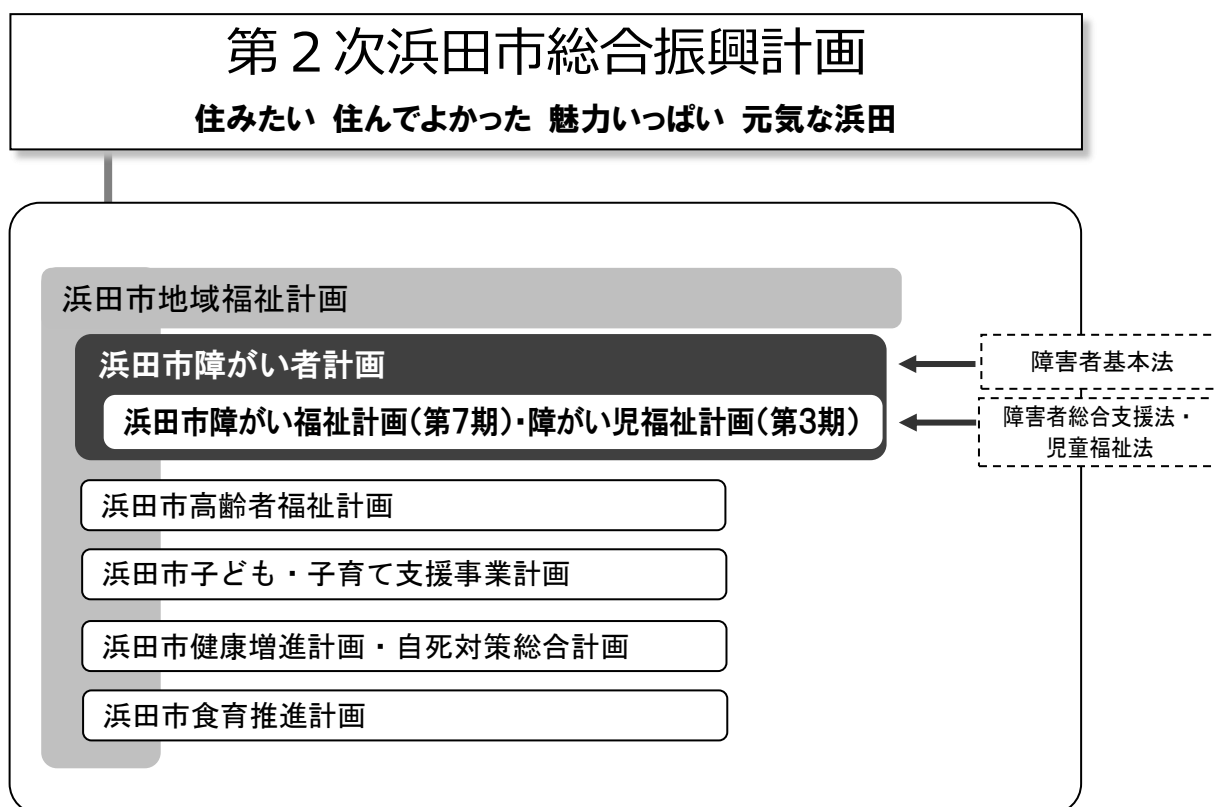 第２次浜田市総合振興計画
住みたい 住んでよかった 魅力いっぱい 元気な浜田
浜田市地域福祉計画
浜田市障がい者計画
障害者基本法
浜田市障がい福祉計画（第７期）・障がい児福祉計画（第３期）
障害者総合支援法・
児童福祉法
浜田市高齢者福祉計画
浜田市子ども・子育て支援事業計画
浜田市健康増進計画・自死対策総合計画
浜田市食育推進計画